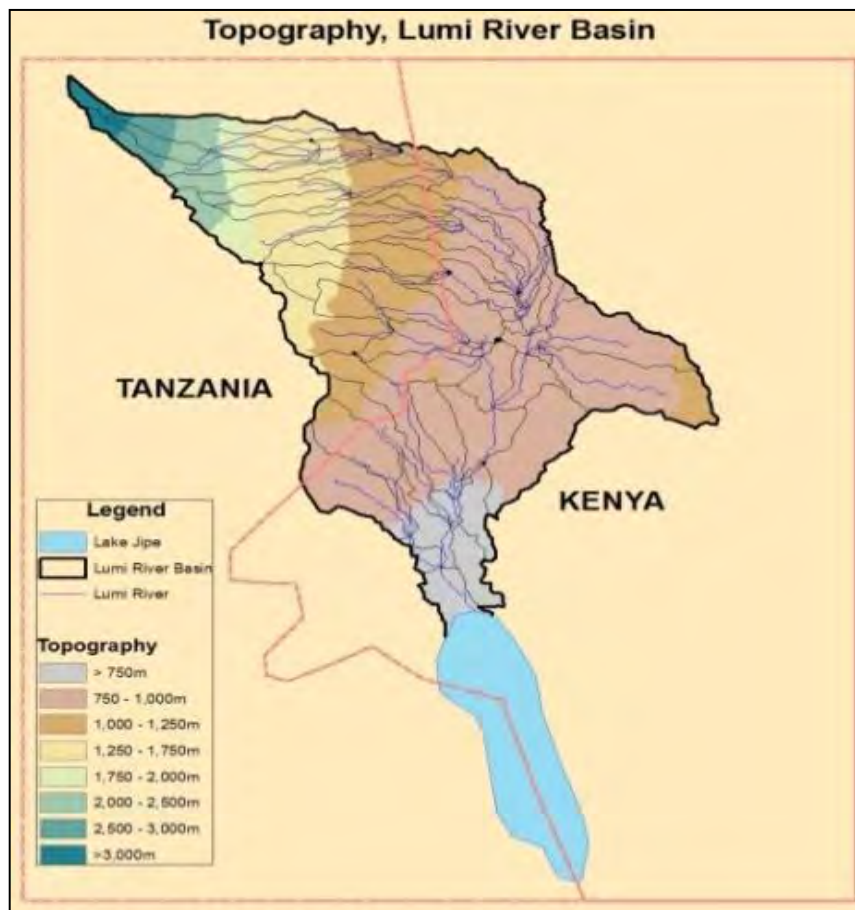 Topography, Lumi River Basin
TANZANIA
KENYA
Legend
Lake Jipe
Lumi River Basin
Lumi River
Topography
> 750m
750 - 1,000m
1,000 - 1,250m
1,250 - 1,750m
1,750 - 2,000m
2,000 - 2,500m
2,500 - 3,000m
>3,000m